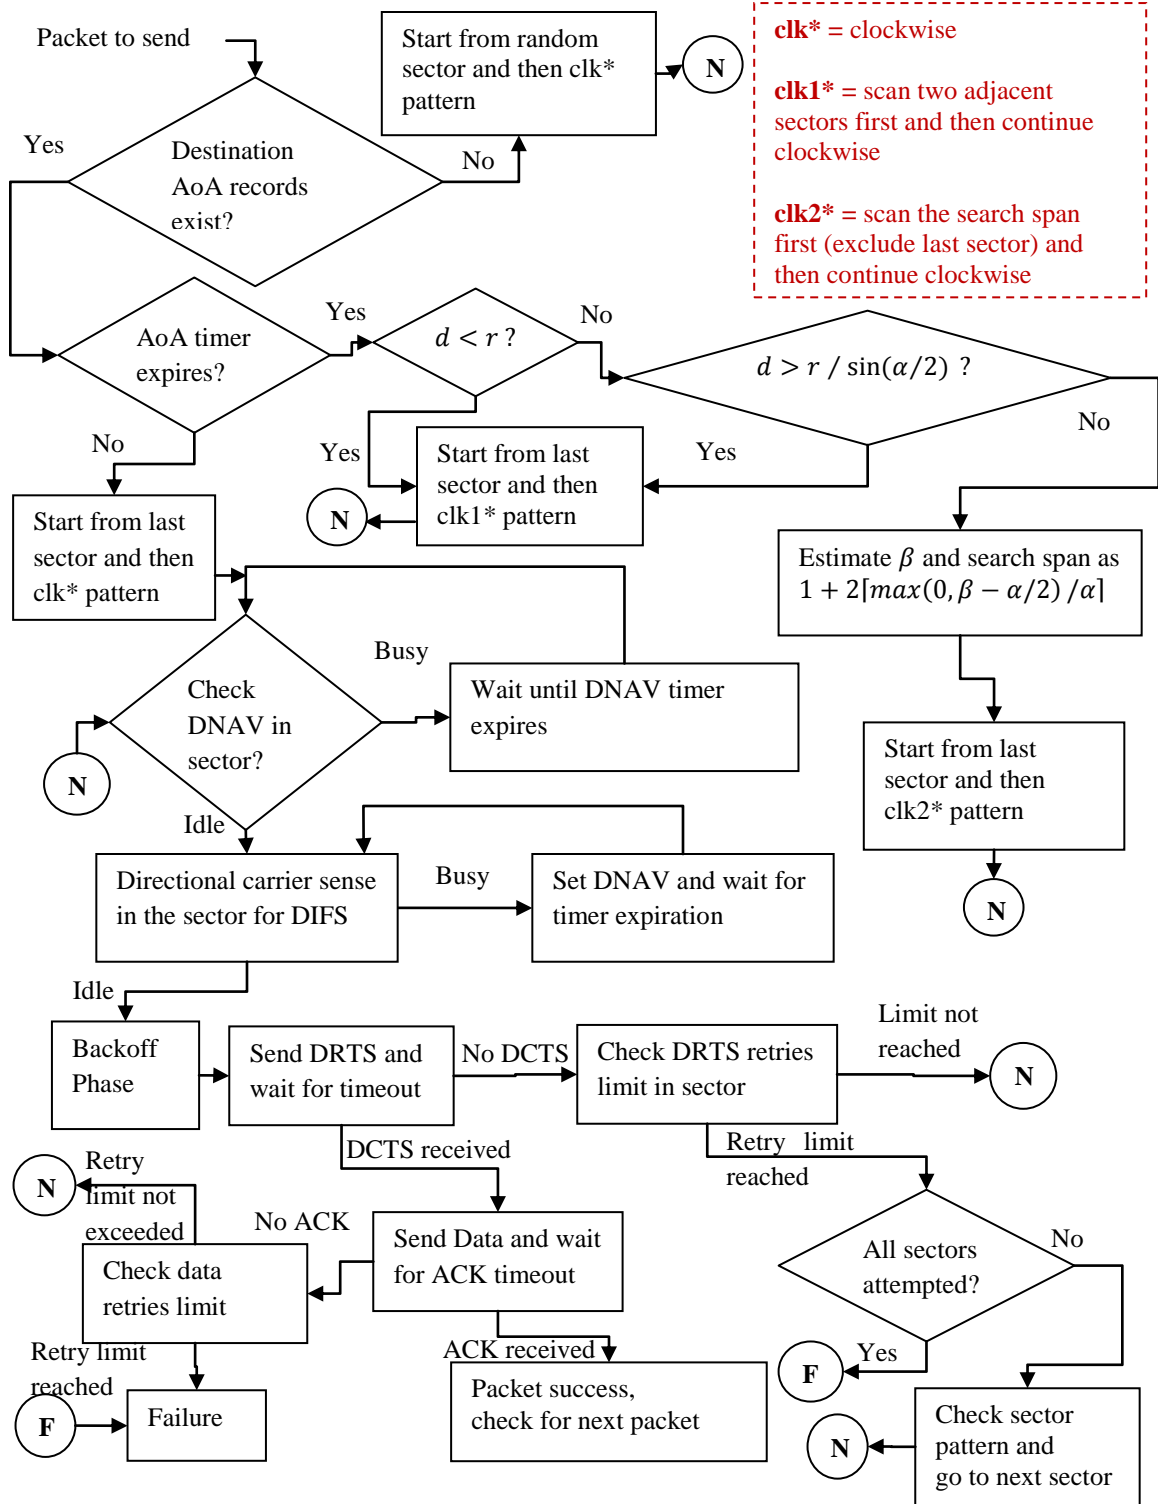 Packet to send
Start from random
sector and then clk*
pattern
N
clk* = clockwise
clk1* = scan two adjacent
sectors first and then continue
clockwise
clk2* = scan the search span
first (exclude last sector) and
then continue clockwise
Yes
Destination
AoA records
exist?
No
AoA timer
expires?
Yes
d < r ?
No
d > r / sin(α/2) ?
No
No
Yes
Start from last
sector and then
clk1* pattern
Yes
N
Start from last
sector and then
clk* pattern
Estimate β and search span as
1 + 2⌈max(0, β − α/2) /α⌉
Busy
Check
DNAV in
sector?
Wait until DNAV timer
expires
N
Start from last
sector and then
clk2* pattern
Idle
N
Directional carrier sense
in the sector for DIFS
Busy
Set DNAV and wait for
timer expiration
Idle
Backoff
Phase
Send DRTS and
wait for timeout
No DCTS
Check DRTS retries
limit in sector
Limit not
reached
N
DCTS received
Retry limit
reached
Retry
limit not
exceeded
N
No ACK
Send Data and wait
for ACK timeout
All sectors
attempted?
No
Check data
retries limit
Retry limit
reached
ACK received
Yes
F
F
Failure
Packet success,
check for next packet
N
Check sector
pattern and
go to next sector